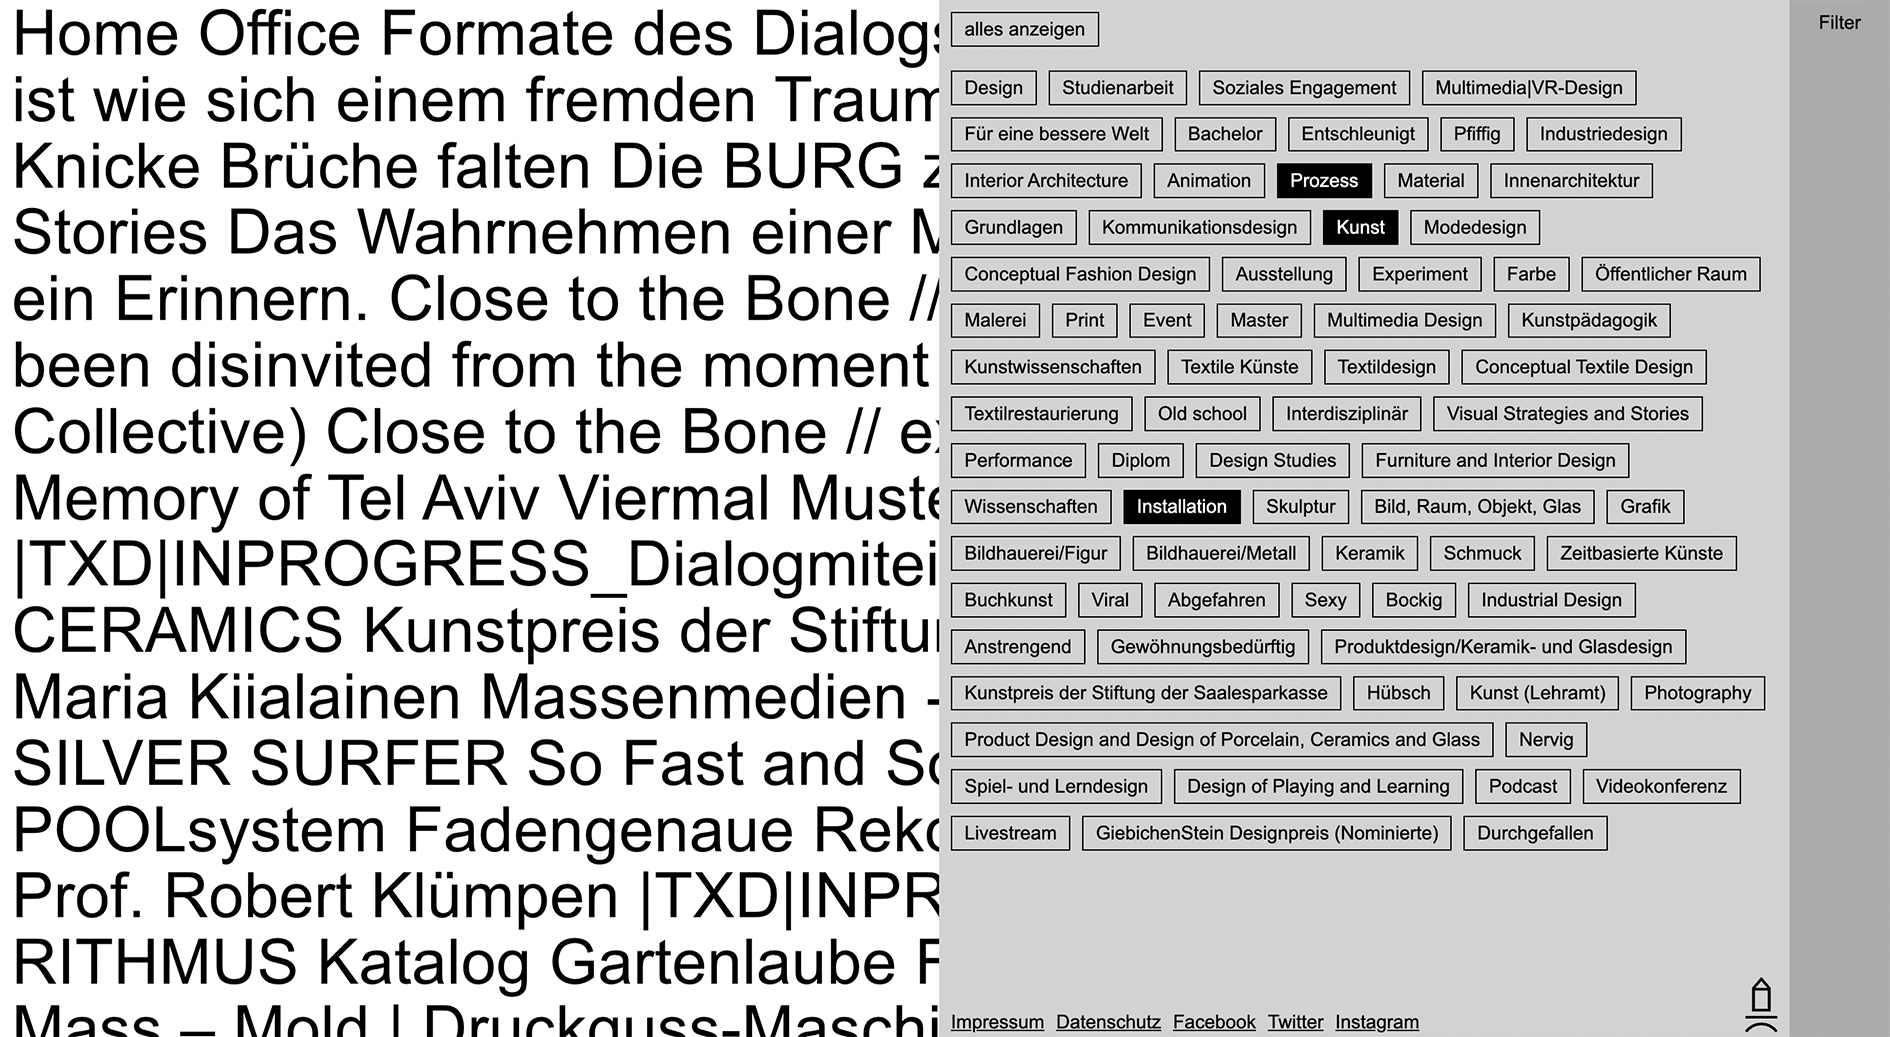 Home Office Formate des Dialogs
ist wie sich einem fremden Traum
Knicke Brüche falten Die BURG
Stories Das Wahrnehmen einer
ein Erinnern. Close to the Bone //
been disinvited from the moment
Collective) Close to the Bone //
Memory of Tel Aviv Viermal
|TXD|INPROGRESS_Dialogmitei
CERAMICS Kunstpreis der
Maria Kiialainen Massenmedien -
SILVER SURFER So Fast and
POOLsystem Fadengenaue
Prof. Robert Klümpen |TXD|INPR
RITHMUS Katalog Gartenlaube
Mass – Mold | Druckguss-Maschi
alles anzeigen
Design Studienarbeit Soziales Engagement Multimedia|VR-Design
Für eine bessere Welt Bachelor Entschleunigt Pfiffig Industriedesign
Interior Architecture Animation Prozess Material Innenarchitektur
Grundlagen Kommunikationsdesign Kunst Modedesign
Conceptual Fashion Design Ausstellung Experiment Farbe Öffentlicher Raum
Malerei Print Event Master Multimedia Design Kunstpädagogik
Kunstwissenschaften Textile Künste Textildesign Conceptual Textile Design
Textilrestaurierung Old school Interdisziplinär Visual Strategies and Stories
Performance Diplom Design Studies Furniture and Interior Design
Wissenschaften Installation Skulptur Bild, Raum, Objekt, Glas Grafik
Bildhauerei/Figur Bildhauerei/Metall Keramik Schmuck Zeitbasierte Künste
Buchkunst Viral Abgefahren Sexy Bockig Industrial Design
Anstrengend Gewöhnungsbedürftig Produktdesign/Keramik- und Glasdesign
Kunstpreis der Stiftung der Saalesparkasse Hübsch Kunst (Lehramt) Photography
Product Design and Design of Porcelain, Ceramics and Glass Nervig
Spiel- und Lerndesign Design of Playing and Learning Podcast Videokonferenz
Livestream GiebichenStein Designpreis (Nominierte) Durchgefallen
Impressum Datenschutz Facebook Twitter Instagram
Filter